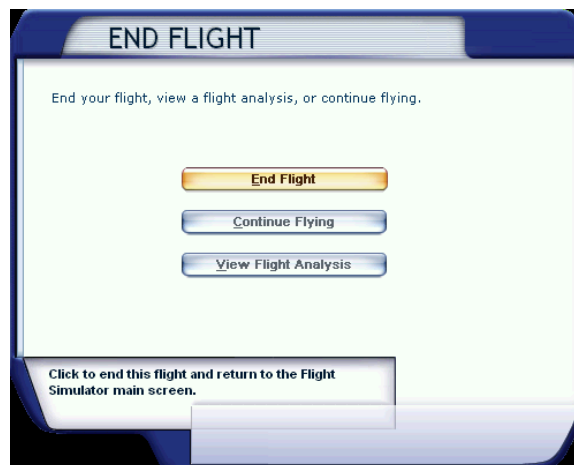 END FLIGHT
End your flight, view a flight analysis, or continue flying.
End Flight
Continue Flying
View Flight Analysis
Click to end this flight and return to the Flight
Simulator main screen.